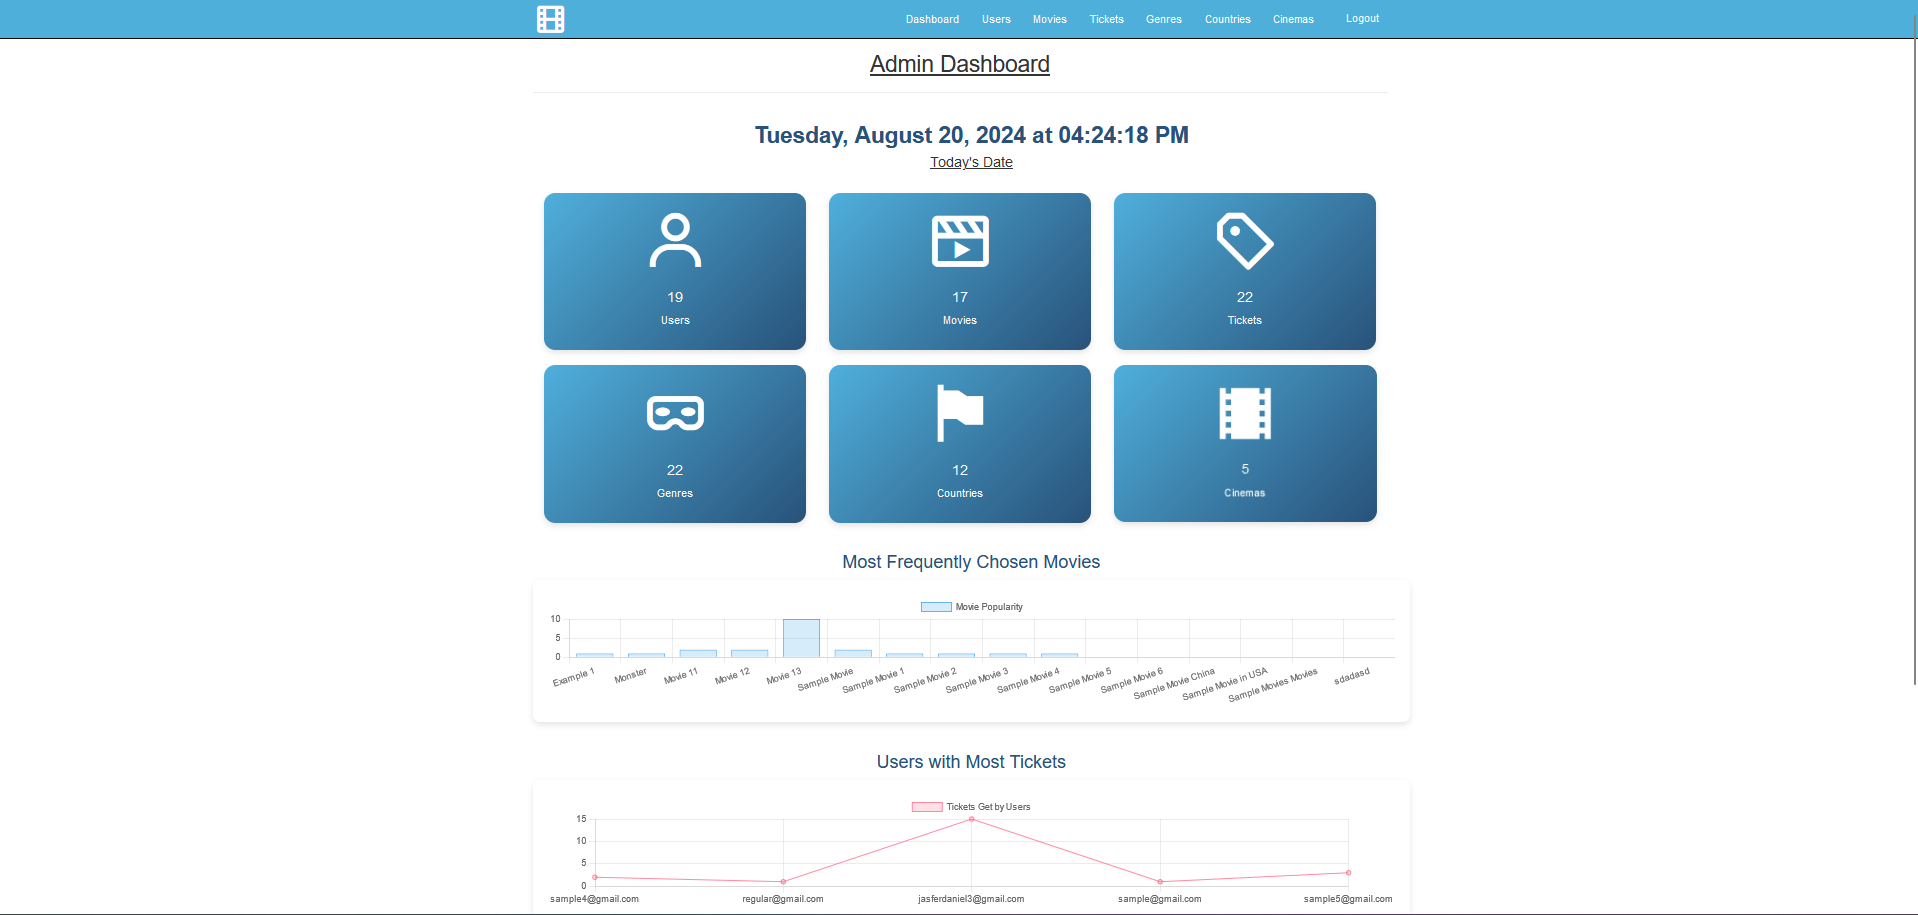 Dashboard Users Movies Tickets Genres Countries Cinemas Logout
Admin Dashboard
Tuesday, August 20, 2024 at 04:24:18 PM
Today's Date
19
Users
17
Movies
22
Tickets
22
Genres
12
Countries
5
Cinemas
Most Frequently Chosen Movies
Movie Popularity
10
5
0
Example 1
Monster
Movie 11
Movie 12
Movie 13
Sample Movie
Sample Movie 1
Sample Movie 2
Sample Movie 3
Sample Movie 4
Sample Movie 5
Sample Movie 6
Sample Movie China
Sample Movie in USA
Sample Movies Movies
sdadasd
Users with Most Tickets
Tickets Get by Users
15
10
5
0
sample4@gmail.com
regular@gmail.com
jasferdaniel3@gmail.com
sample@gmail.com
sample5@gmail.com